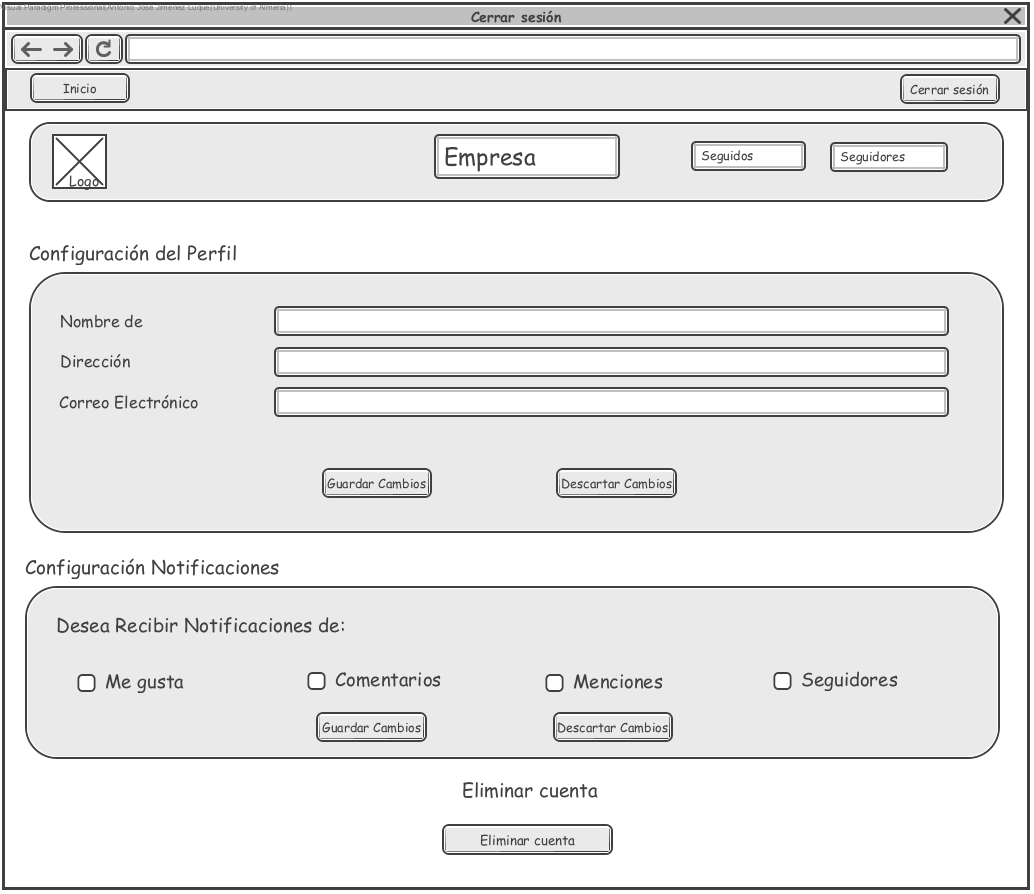 Visual Paradigm Professional(Antonio José Jiménez Luque(University of Almeria))
Cerrar sesión
Inicio
Cerrar sesión
Logo
Empresa
Seguidos
Seguidores
Configuración del Perfil
Nombre de
Dirección
Correo Electrónico
Guardar Cambios
Descartar Cambios
Configuración Notificaciones
Desea Recibir Notificaciones de:
Me gusta
Comentarios
Menciones
Seguidores
Guardar Cambios
Descartar Cambios
Eliminar cuenta
Eliminar cuenta